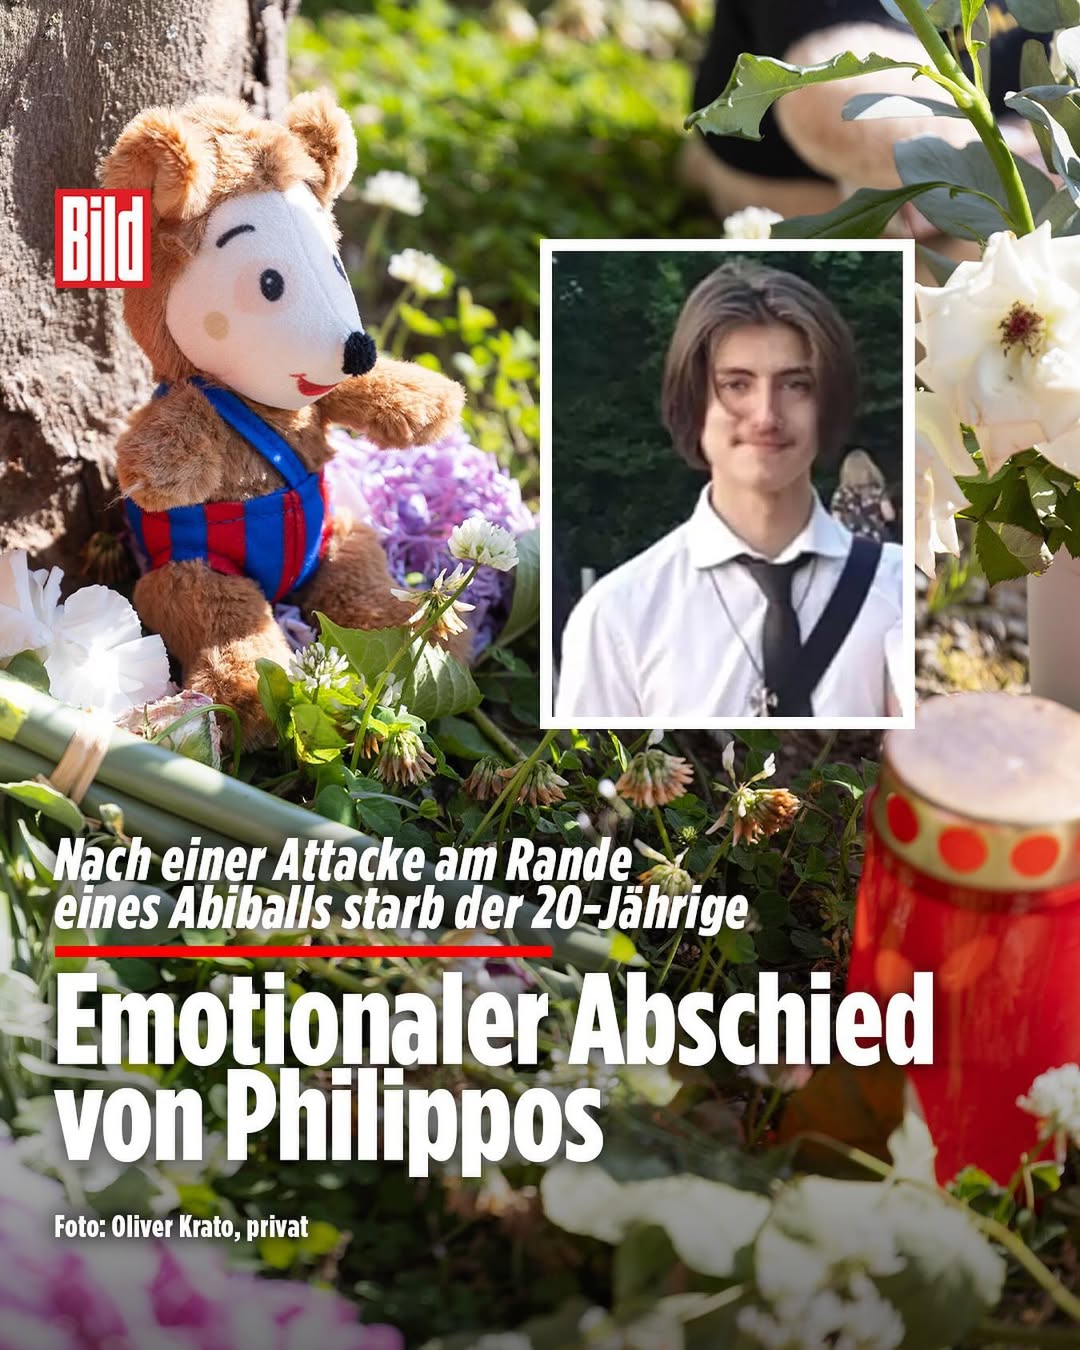 Bild
Nach einer Attacke am Rande
eines Abiballs starb der 20-Jährige
Emotionaler Abschied
von Philippos
Foto: Oliver Krato, privat